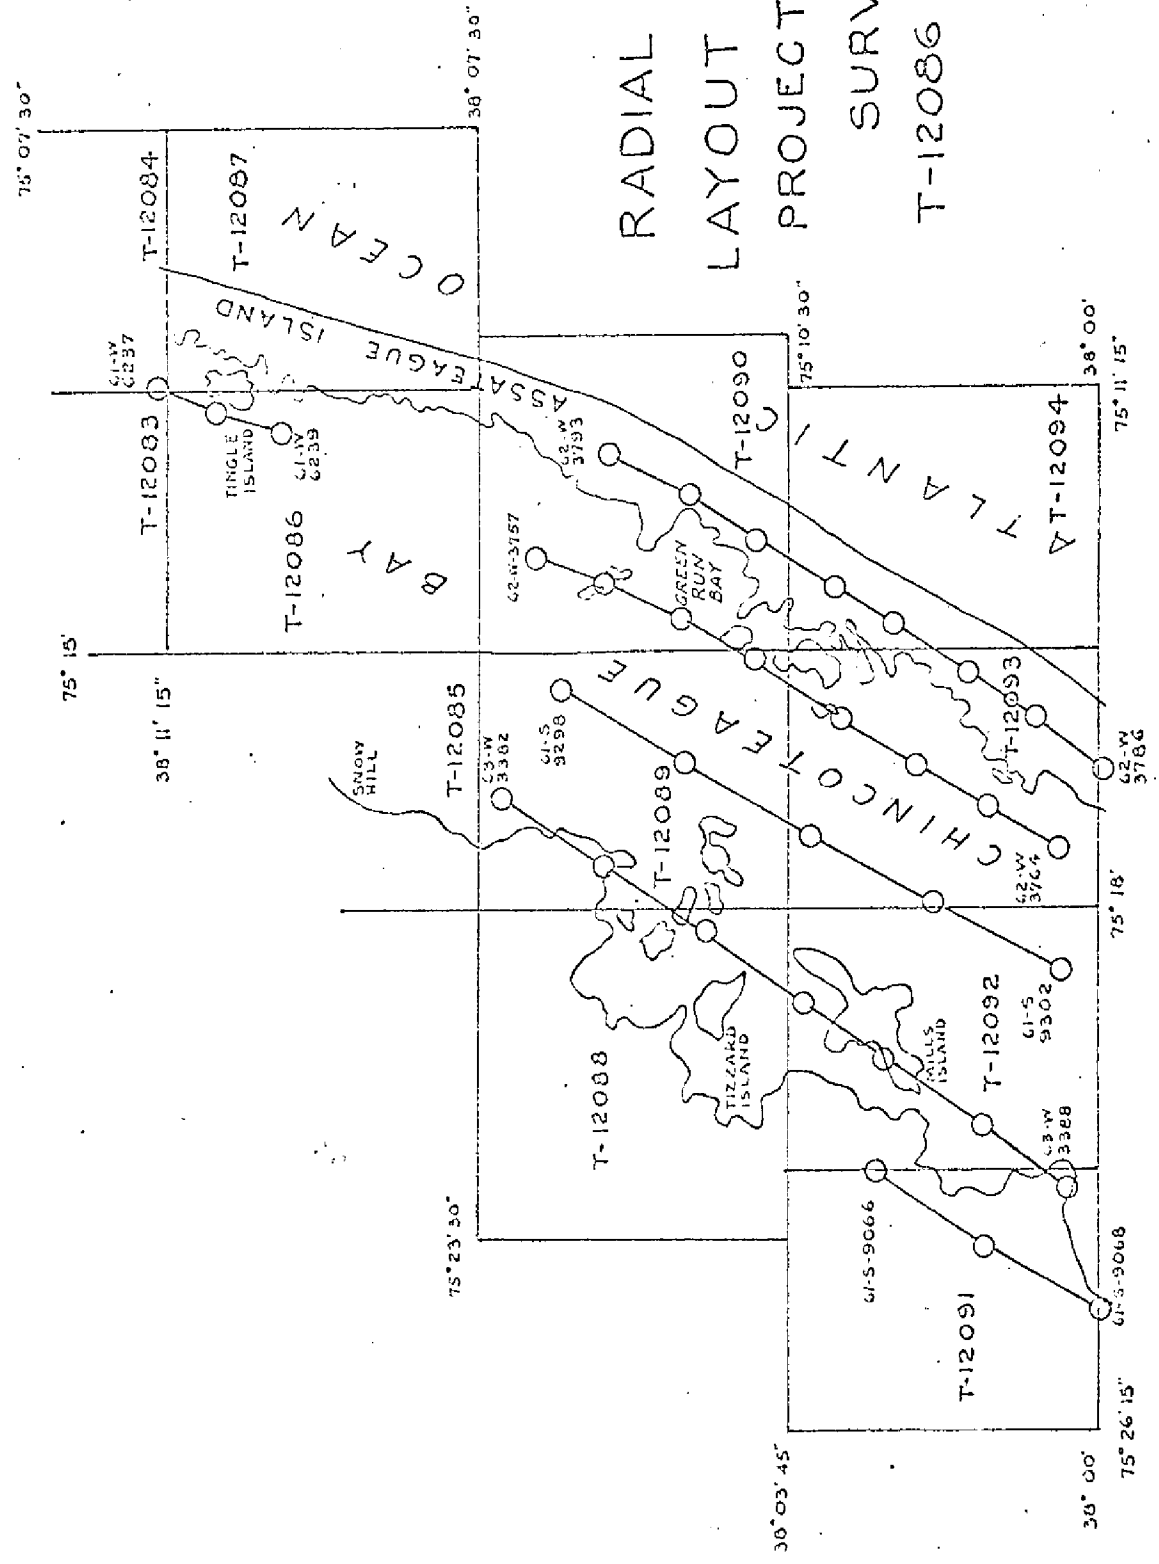 75° 07' 30"
38° 07' 30"
RADIAL
LAYOUT
PROJECT
SURV
T-12086
T-12084
T-12087
OCEAN
ASSATEAGUE ISLAND
61-W
6237
T-12083
TINGLE
ISLAND
61-W
6239
T-12086
BAY
75° 15'
38° 11' 15"
SNOW
HILL
T-12085
63-W
3382
61-S
9298
62-W-3757
62-W
3793
GREEN
RUN
BAY
T-12090
75° 10' 30"
ATLANTIC
T-12094
38° 00'
75° 11' 15"
T-12093
62-W
3786
CHINCOTEAGUE
T-12089
62-W
3764
75° 18'
T-12088
TIZZARD
ISLAND
MILLS
ISLAND
T-12092
61-S
9302
63-W
3388
75° 23' 30"
61-S-9066
T-12091
61-S-9068
38° 03' 45"
38° 00'
75° 26' 15"